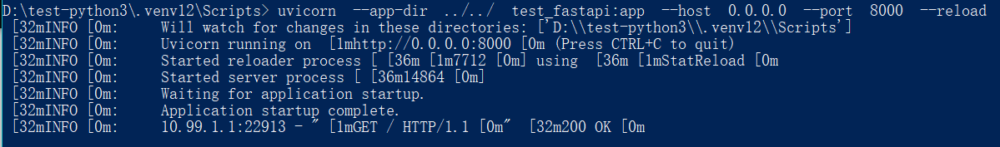 D:\test-python3\.venv12\Scripts> uvicorn --app-dir ../../ test_fastapi:app --host 0.0.0.0 --port 8000 --reload
[32mINFO [0m: Will watch for changes in these directories: ['D:\\test-python3\\.venv12\\Scripts']
[32mINFO [0m: Uvicorn running on [1mhttp://0.0.0.0:8000 [0m (Press CTRL+C to quit)
[32mINFO [0m: Started reloader process [ [36m [1m7712 [0m] using [36m [1mStatReload [0m
[32mINFO [0m: Started server process [ [36m14864 [0m]
[32mINFO [0m: Waiting for application startup.
[32mINFO [0m: Application startup complete.
[32mINFO [0m: 10.99.1.1:22913 - " [1mGET / HTTP/1.1 [0m" [32m200 OK [0m